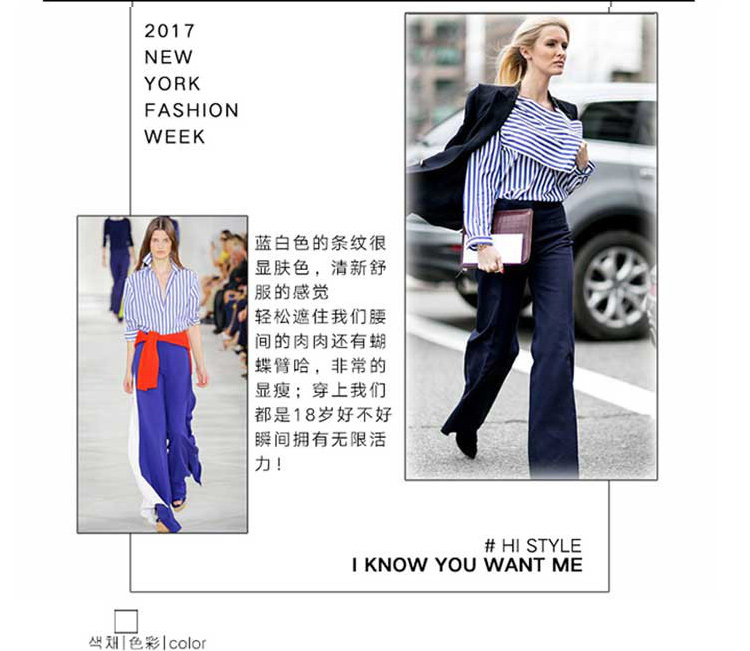 2017
NEW
YORK
FASHION
WEEK
蓝白色的条纹很
显肤色，清新舒
服的感觉
轻松遮住我们腰
间的肉肉还有蝴
蝶臂哈，非常的
显瘦；穿上我们
都是18岁好不好
瞬间拥有无限活
力！
# HI STYLE
I KNOW YOU WANT ME
色采|色彩|color